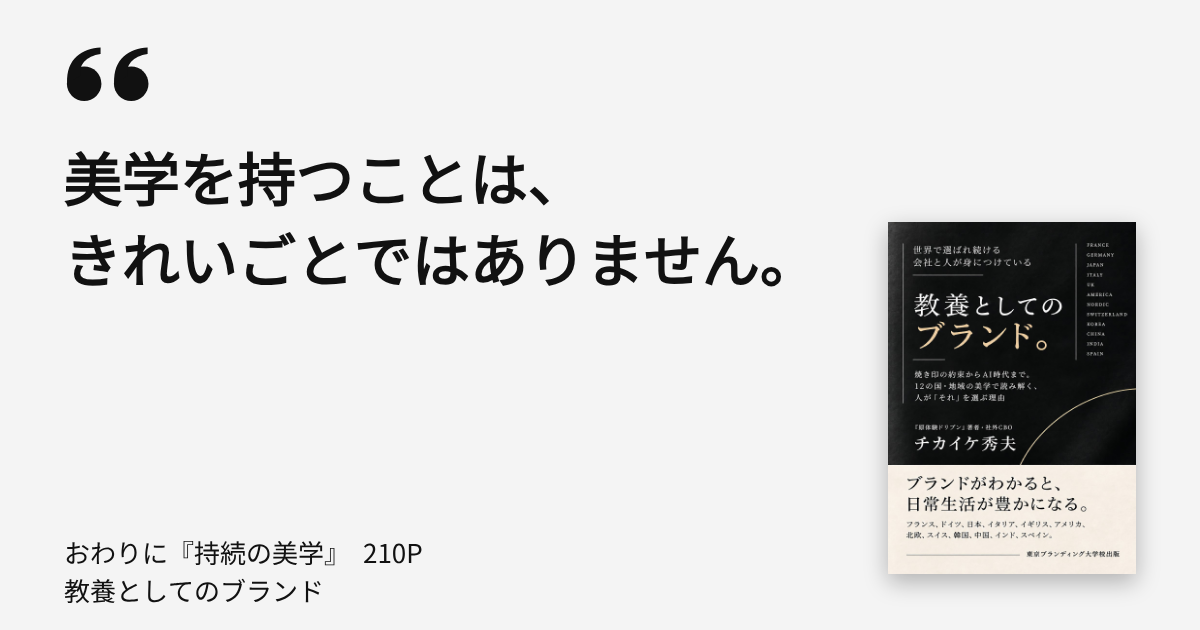 “
美学を持つことは、
きれいごとではありません。
おわりに『持続の美学』 210P
教養としてのブランド
世界で選ばれ続ける
会社と人が身につけている
教養としての
ブランド。
焼き印の約束からAI時代まで。
12の国・地域の美学で読み解く、
人が「それ」を選ぶ理由
『原体験ドリブン』著者・社外CBO
チカイケ秀夫
FRANCE
GERMANY
JAPAN
ITALY
UK
AMERICA
NORDIC
SWITZERLAND
KOREA
CHINA
INDIA
SPAIN
ブランドがわかると、
日常生活が豊かになる。
フランス、ドイツ、日本、イタリア、イギリス、アメリカ、
北欧、スイス、韓国、中国、インド、スペイン。
東京ブランディング大学校出版